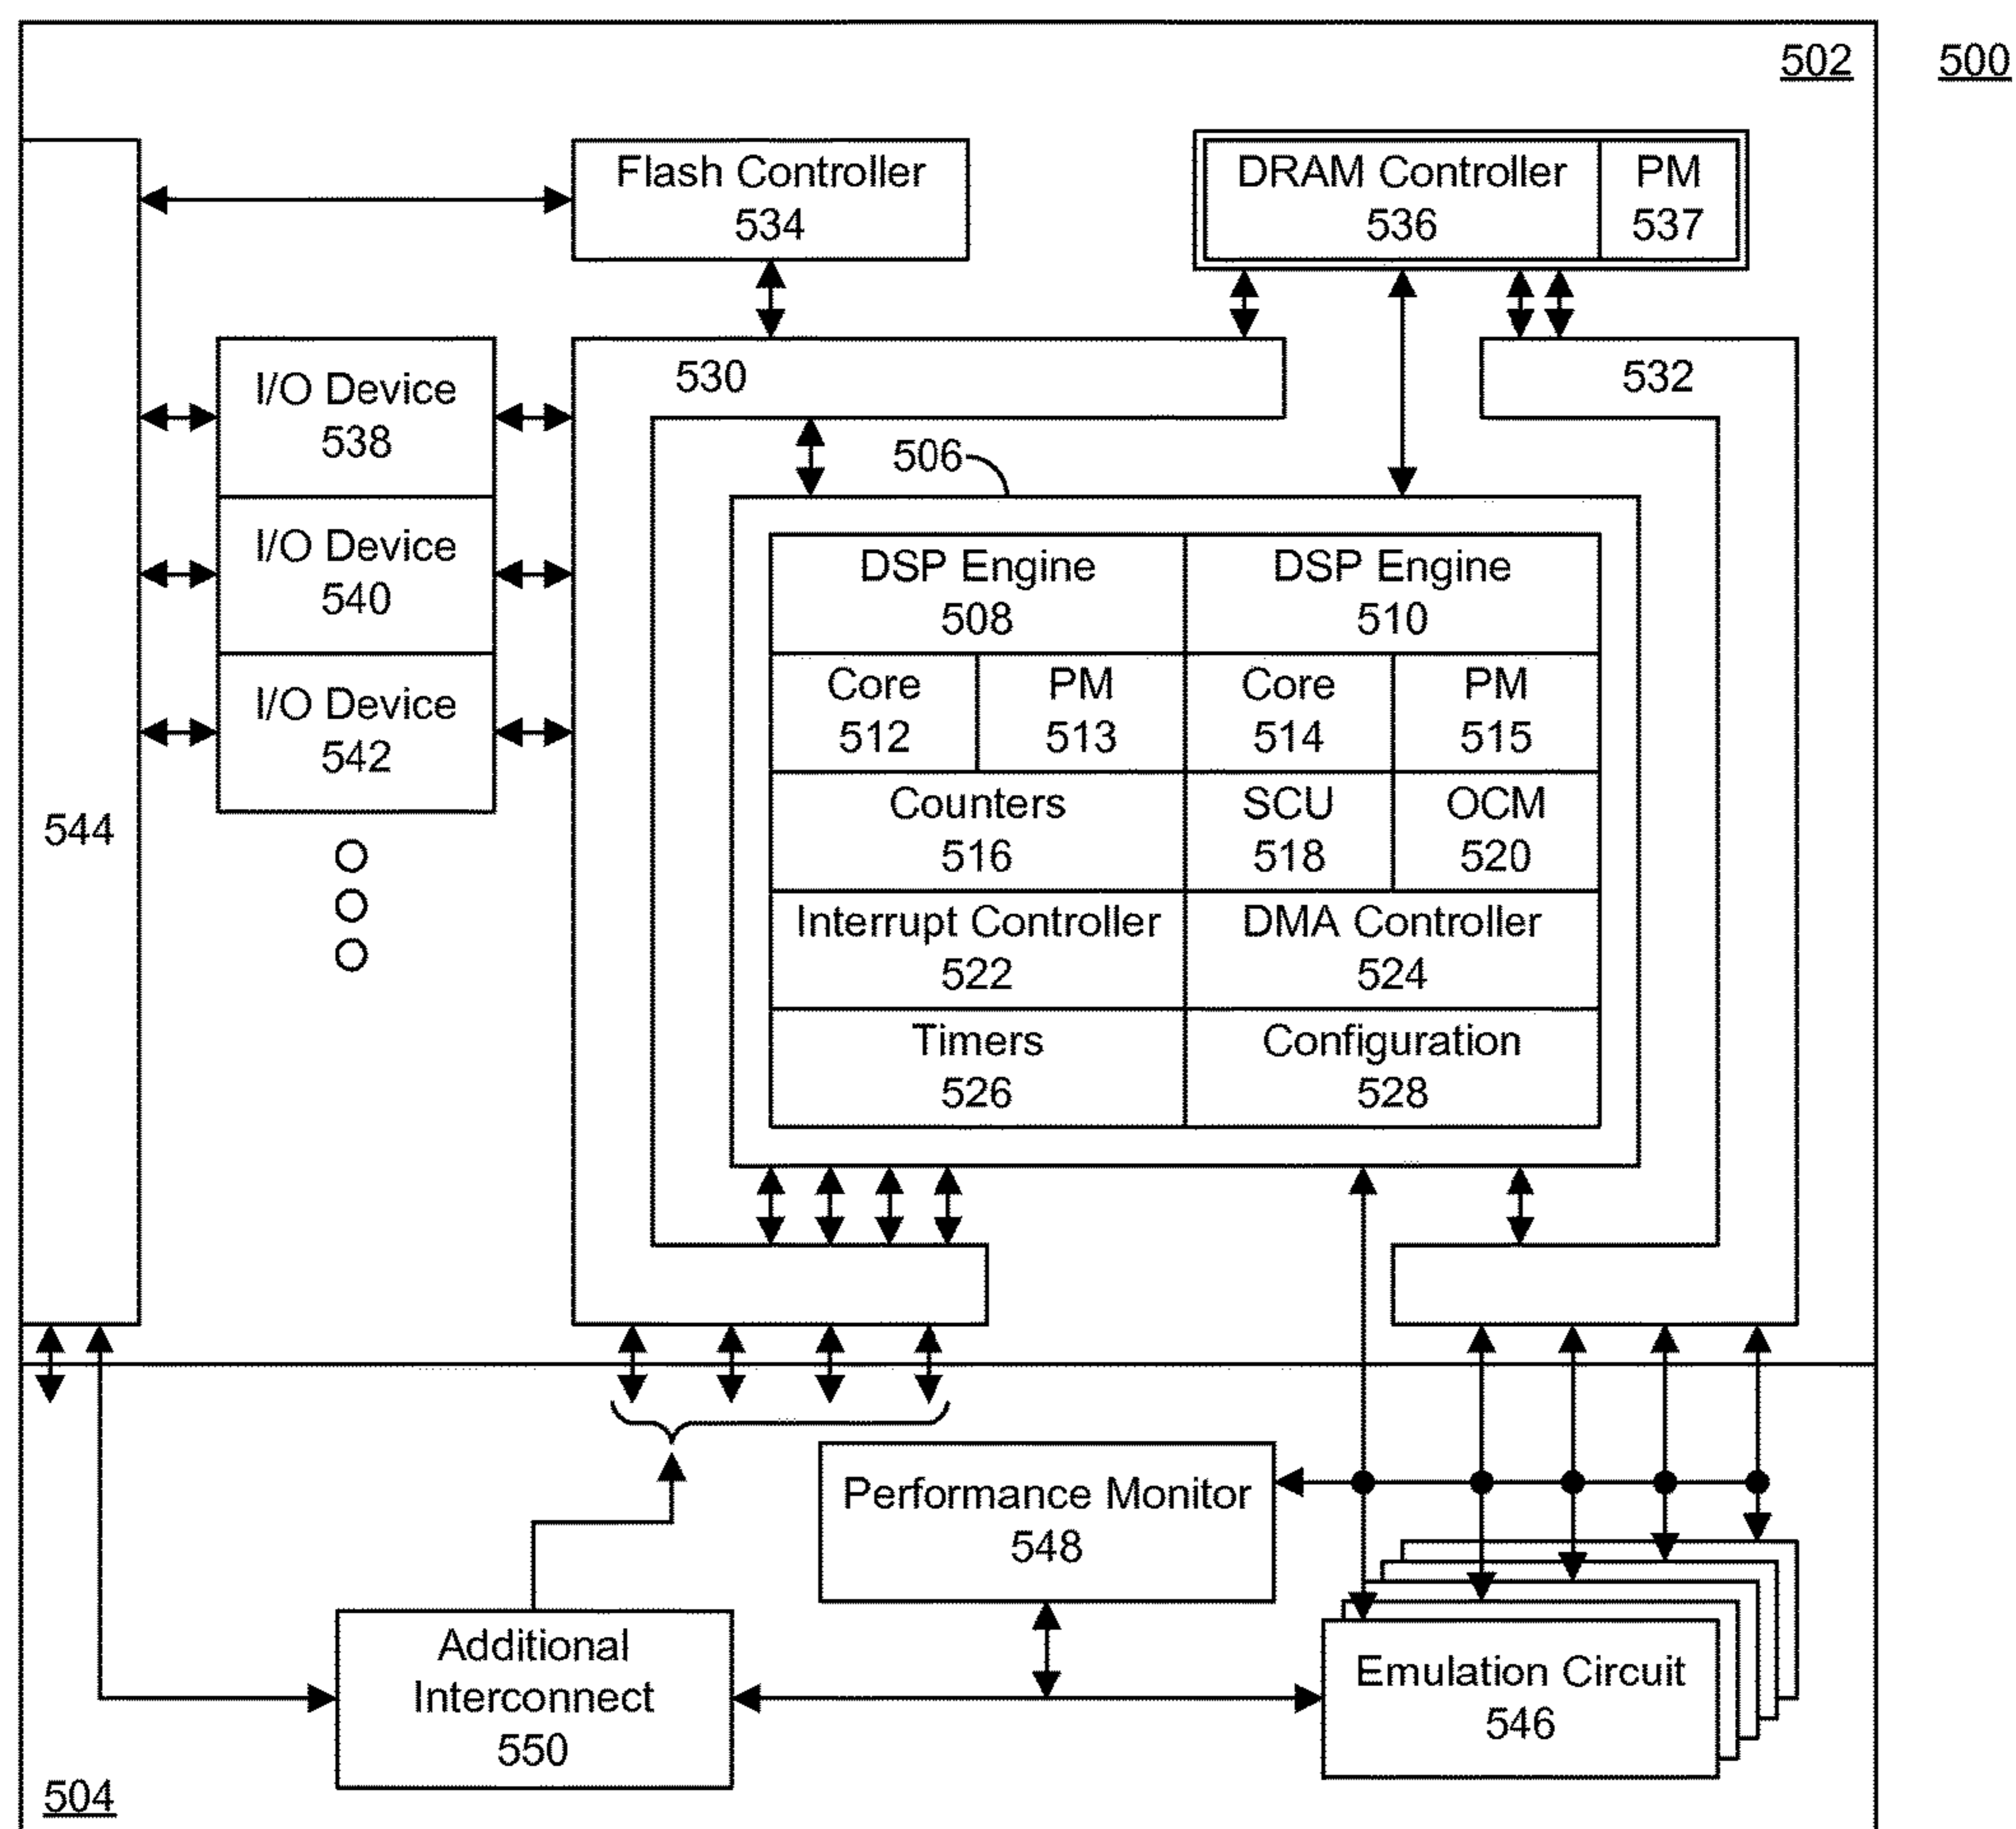 502
500
Flash Controller
534
DRAM Controller
536
PM
537
530
532
I/O Device
538
506
I/O Device
540
I/O Device
542
544
DSP Engine
508
DSP Engine
510
Core
512
PM
513
Core
514
PM
515
Counters
516
SCU
518
OCM
520
Interrupt Controller
522
DMA Controller
524
Timers
526
Configuration
528
Performance Monitor
548
Additional
Interconnect
550
Emulation Circuit
546
504